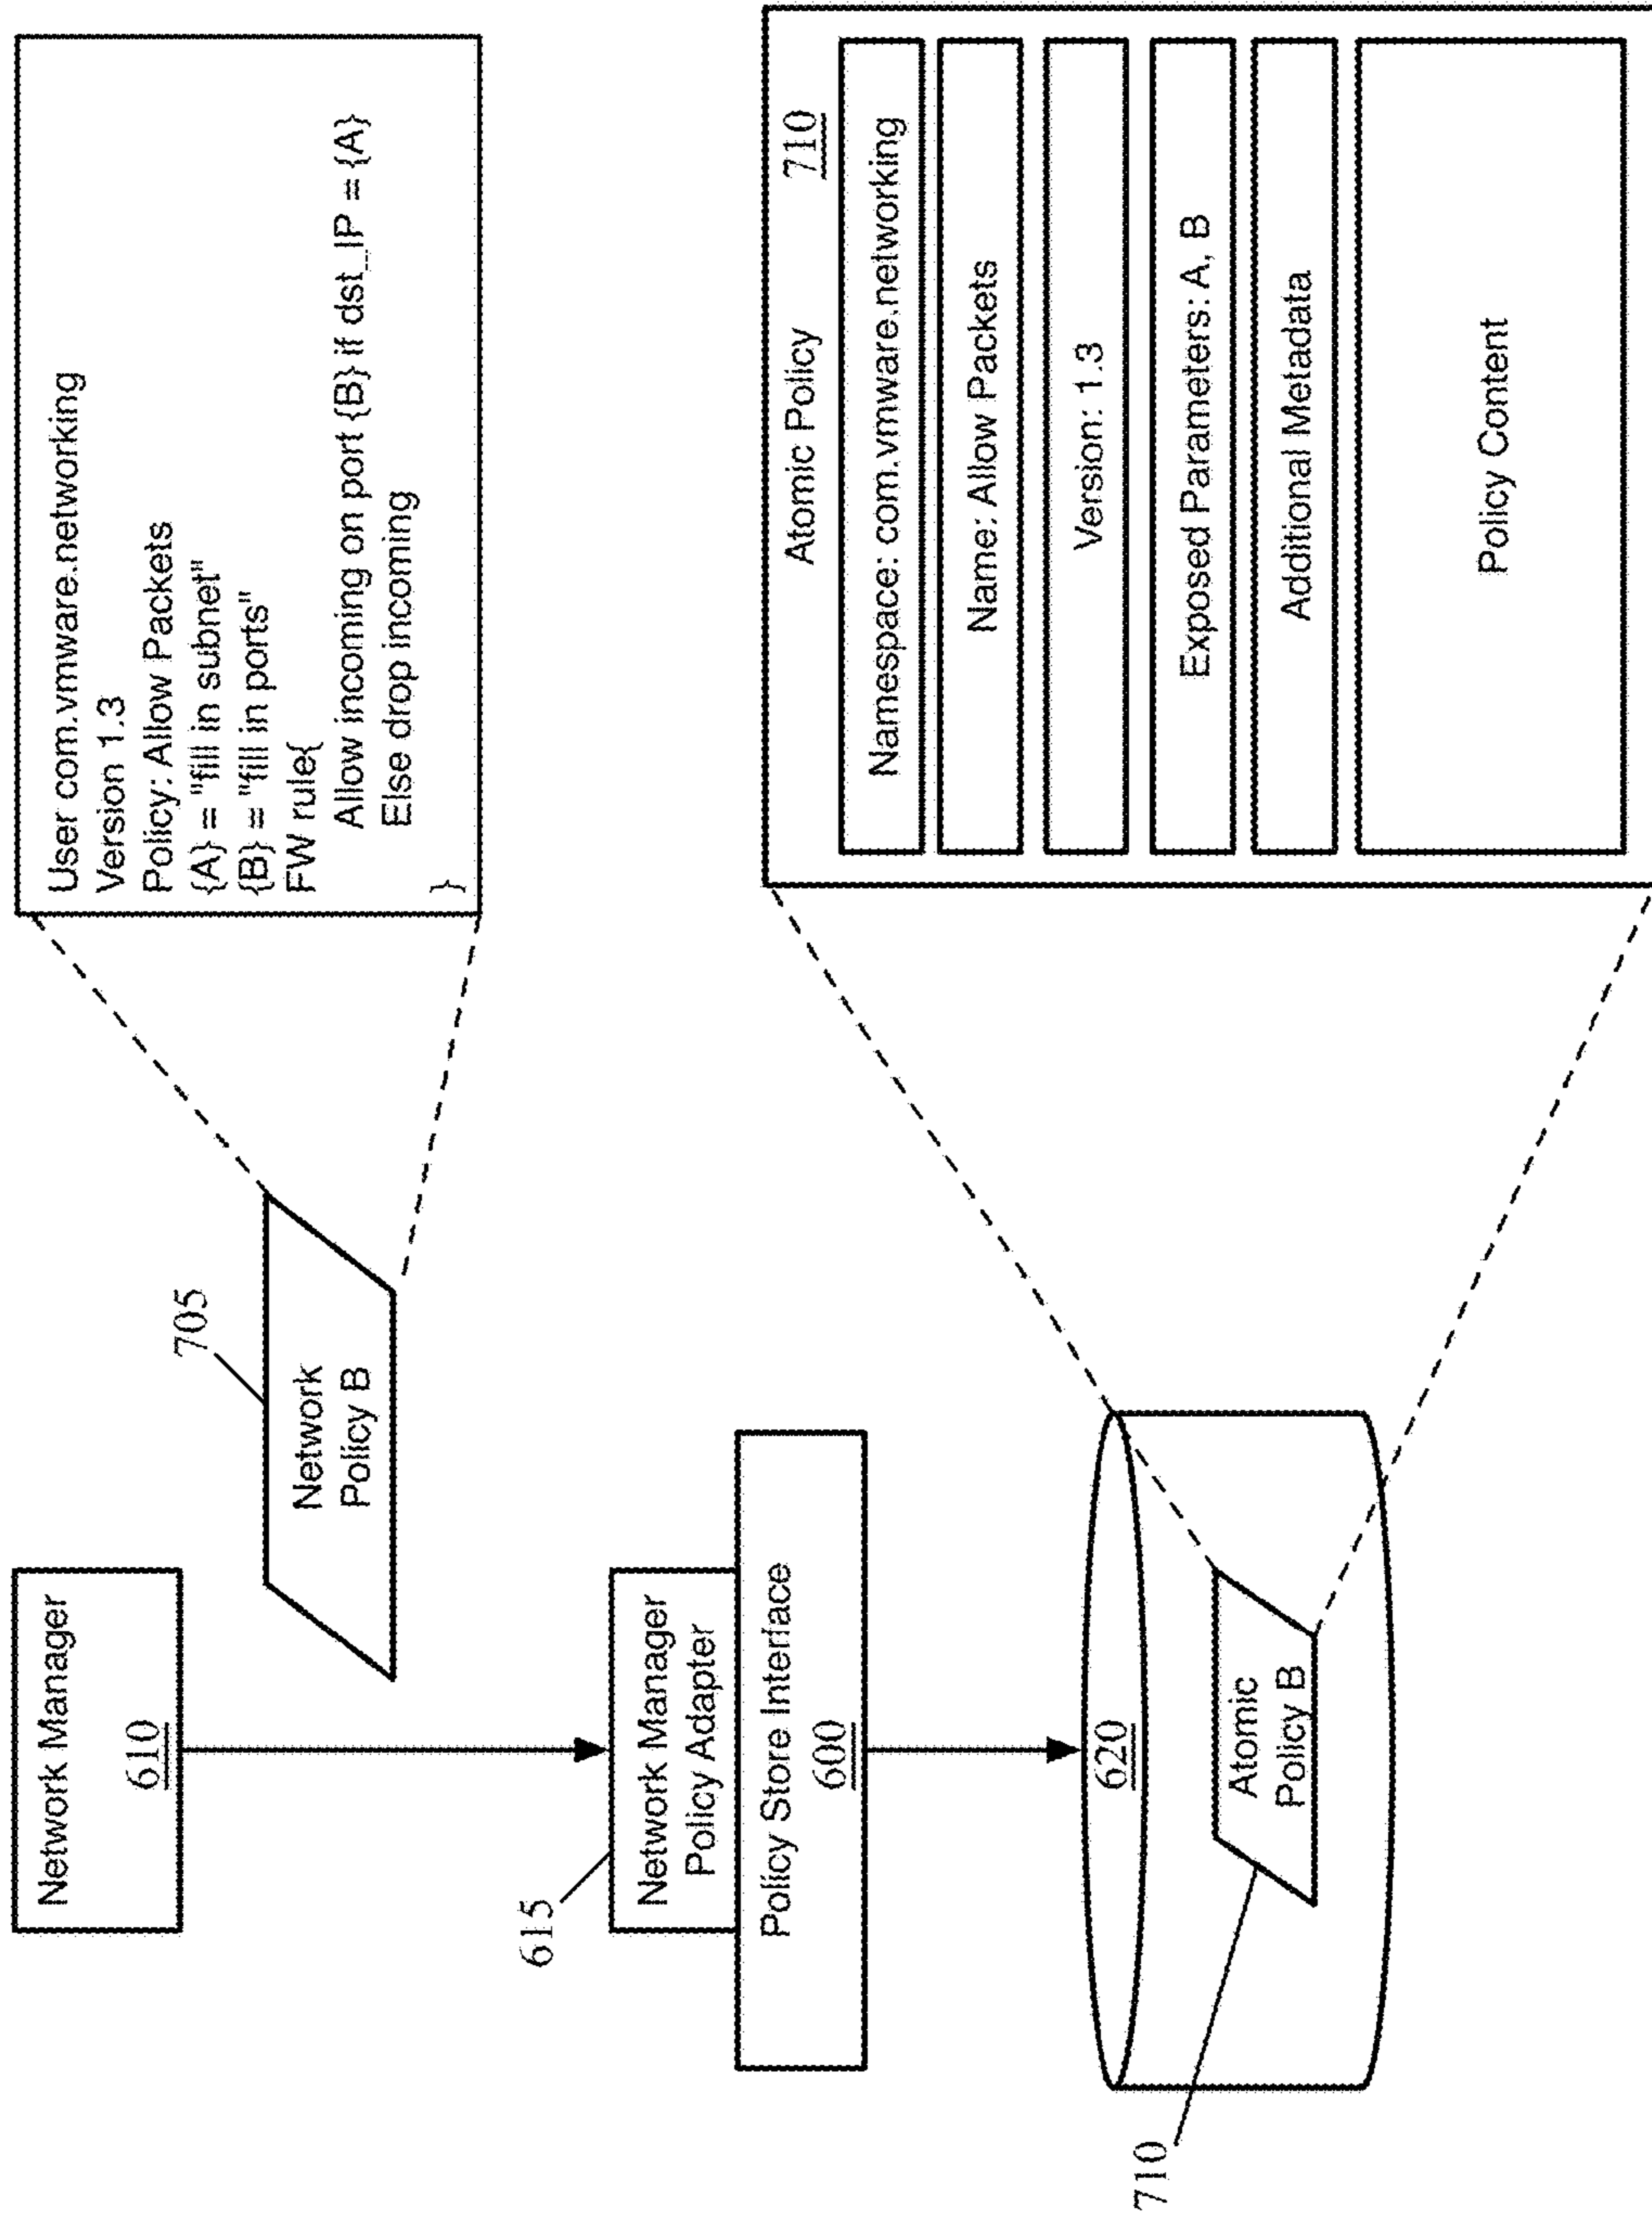 Network Manager
610
705
Network
Policy B
User com.vmware.networking
Version 1.3
Policy: Allow Packets
{A} = "fill in subnet"
{B} = "fill in ports"
FW rule{
Allow incoming on port {B} if dst_IP = {A}
Else drop incoming
}
615
Network Manager
Policy Adapter
Policy Store Interface
600
620
Atomic
Policy B
710
Atomic Policy
710
Namespace: com.vmware.networking
Name: Allow Packets
Version: 1.3
Exposed Parameters: A, B
Additional Metadata
Policy Content